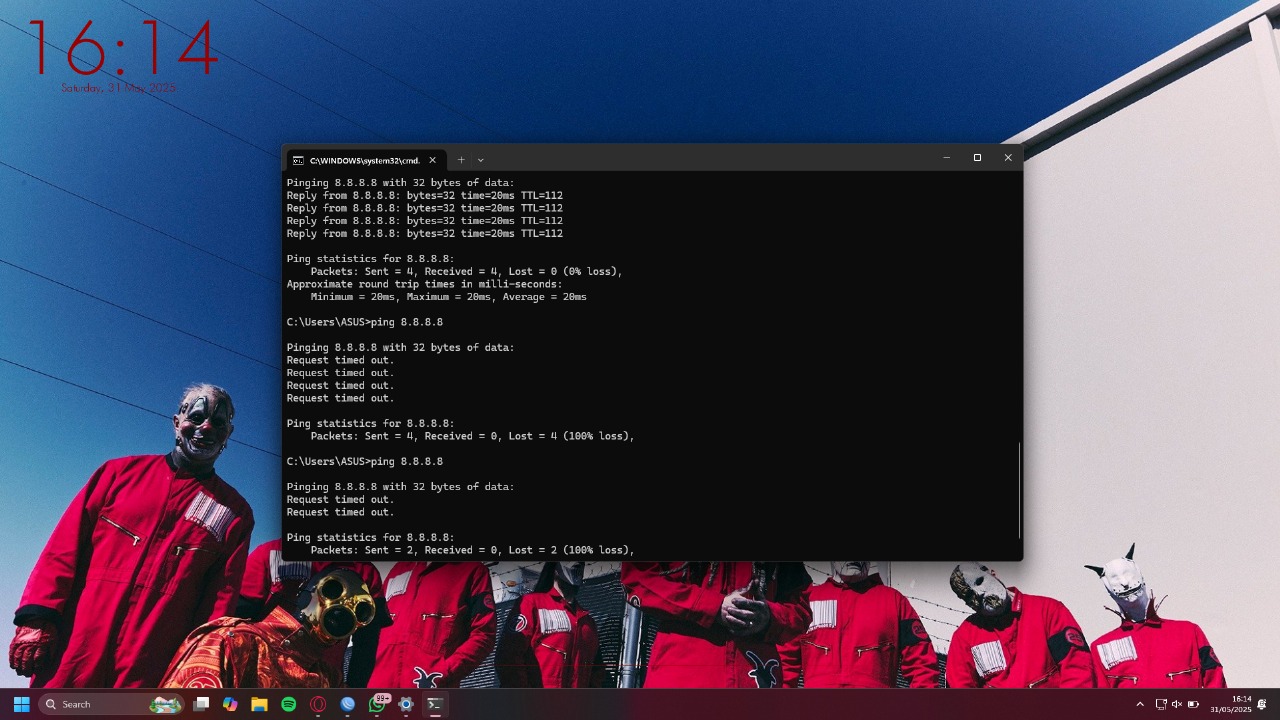 16:14
Saturday, 31 May 2025
C:\WINDOWS\system32\cmd.
Pinging 8.8.8.8 with 32 bytes of data:
Reply from 8.8.8.8: bytes=32 time=20ms TTL=112
Reply from 8.8.8.8: bytes=32 time=20ms TTL=112
Reply from 8.8.8.8: bytes=32 time=20ms TTL=112
Reply from 8.8.8.8: bytes=32 time=20ms TTL=112
Ping statistics for 8.8.8.8:
Packets: Sent = 4, Received = 4, Lost = 0 (0% loss),
Approximate round trip times in milli-seconds:
Minimum = 20ms, Maximum = 20ms, Average = 20ms
C:\Users\ASUS>ping 8.8.8.8
Pinging 8.8.8.8 with 32 bytes of data:
Request timed out.
Request timed out.
Request timed out.
Request timed out.
Ping statistics for 8.8.8.8:
Packets: Sent = 4, Received = 0, Lost = 4 (100% loss),
C:\Users\ASUS>ping 8.8.8.8
Pinging 8.8.8.8 with 32 bytes of data:
Request timed out.
Request timed out.
Ping statistics for 8.8.8.8:
Packets: Sent = 2, Received = 0, Lost = 2 (100% loss),
Search
99+
16:14
31/05/2025